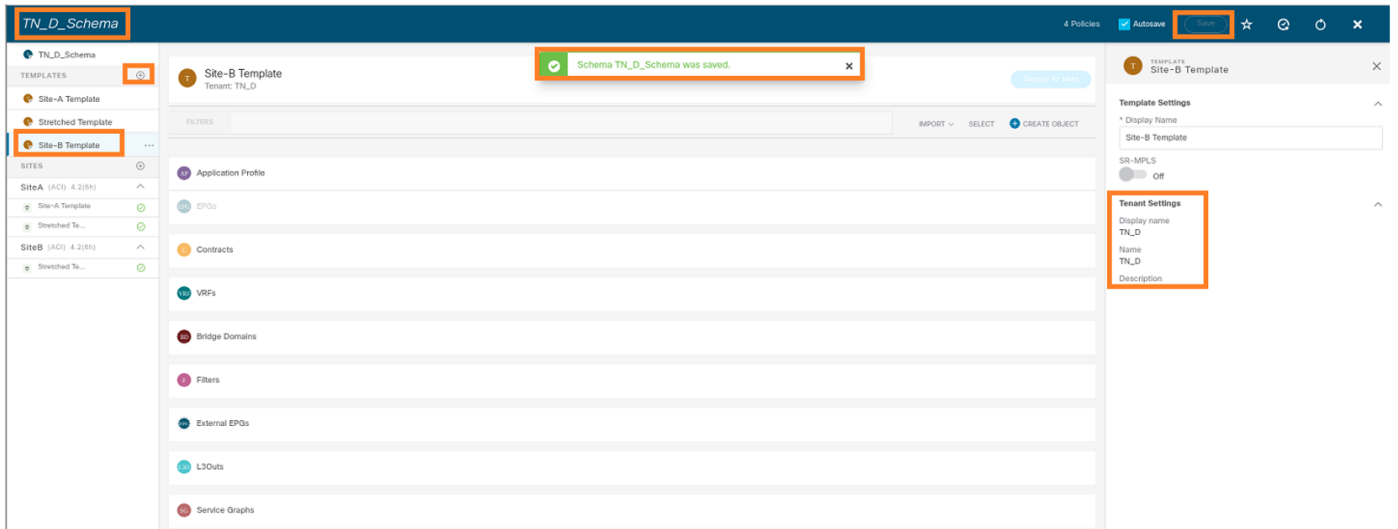 TN_D_Schema
4 Policies
Autosave
Save
TN_D_Schema
TEMPLATES
Site-A Template
Stretched Template
Site-B Template
SITES
SiteA (ACI) 4.2(6h)
Site-A Template
Stretched Te...
SiteB (ACI) 4.2(6h)
Stretched Te...
T
Site-B Template
Tenant: TN_D
Schema TN_D_Schema was saved.
Deploy to sites
FILTERS
IMPORT
SELECT
CREATE OBJECT
AP Application Profile
EPG EPGs
C Contracts
VRF VRFs
BD Bridge Domains
F Filters
External EPGs
L3O L3Outs
SG Service Graphs
T
TEMPLATE
Site-B Template
Template Settings
* Display Name
Site-B Template
SR-MPLS
Off
Tenant Settings
Display name
TN_D
Name
TN_D
Description